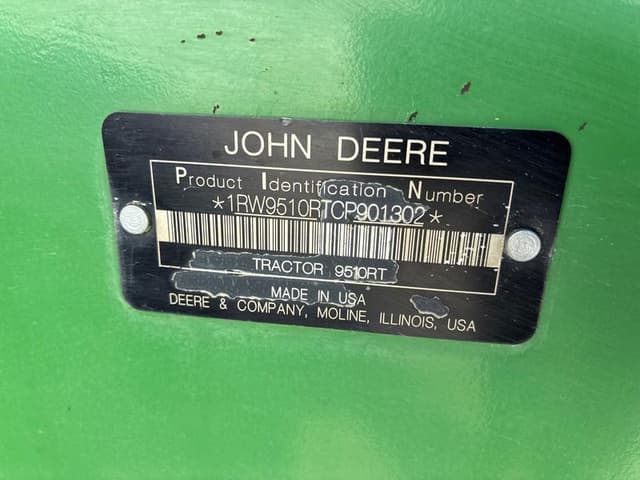 JOHN DEERE
Product Identification Number
*1RW9510RTCP901302*
TRACTOR 9510RT
MADE IN USA
DEERE & COMPANY, MOLINE, ILLINOIS, USA